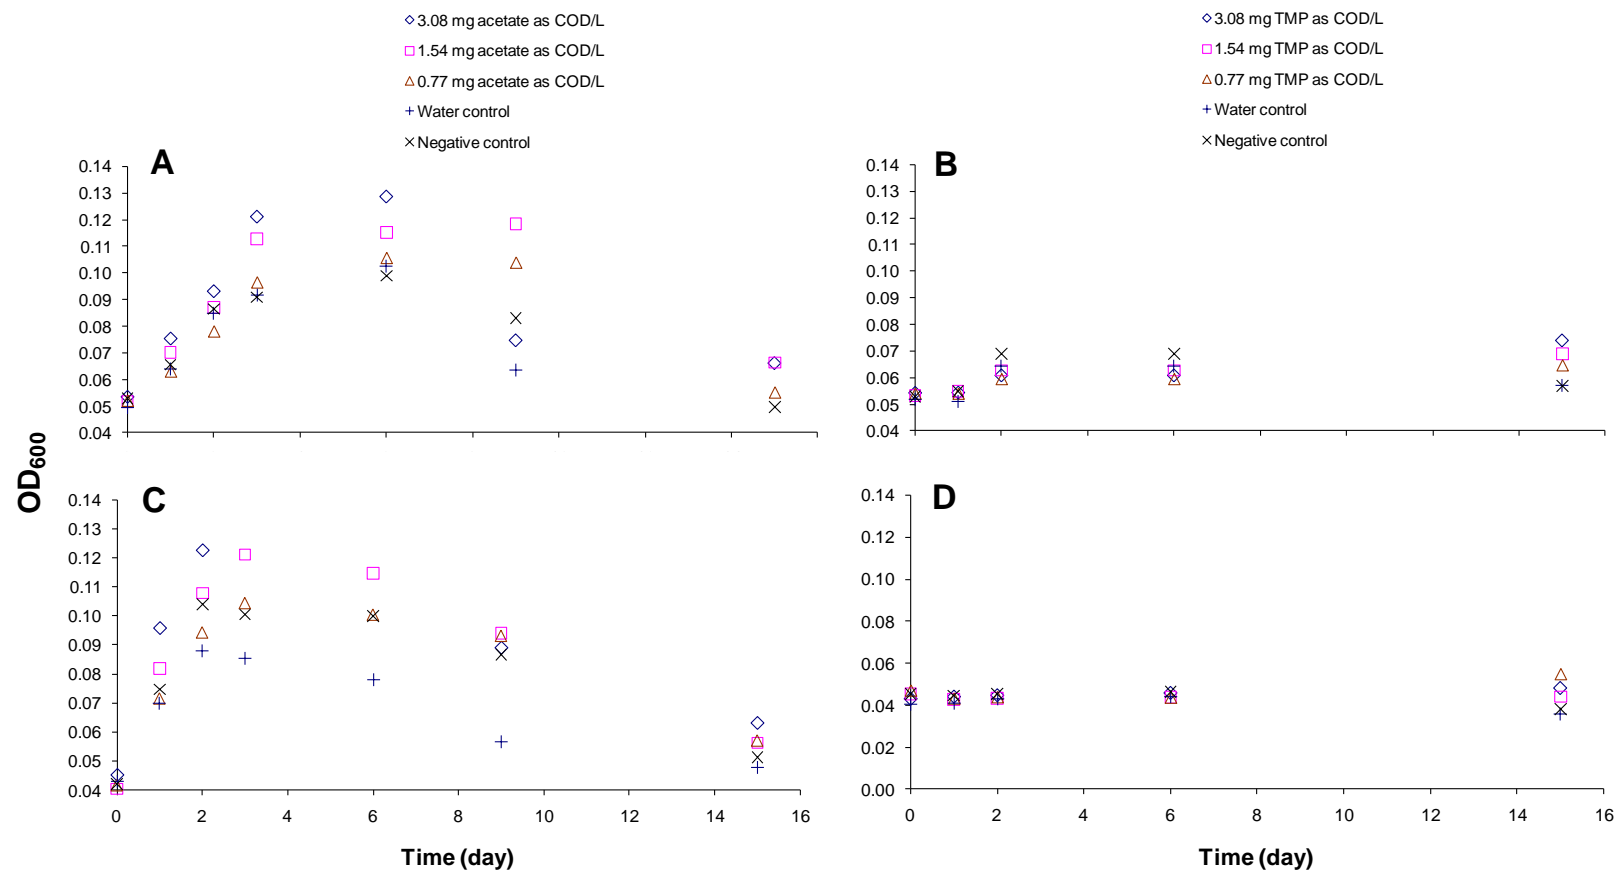 3.08 mg acetate as COD/L
1.54 mg acetate as COD/L
0.77 mg acetate as COD/L
Water control
Negative control
3.08 mg TMP as COD/L
1.54 mg TMP as COD/L
0.77 mg TMP as COD/L
Water control
Negative control
A
0.14
0.13
0.12
0.11
0.10
0.09
0.08
0.07
0.06
0.05
0.04
B
0.14
0.13
0.12
0.11
0.10
0.09
0.08
0.07
0.06
0.05
0.04
OD600
C
0.14
0.13
0.12
0.11
0.10
0.09
0.08
0.07
0.06
0.05
0.04
0 2 4 6 8 10 12 14 16
Time (day)
D
0.14
0.12
0.10
0.08
0.06
0.04
0.02
0.00
0 2 4 6 8 10 12 14 16
Time (day)